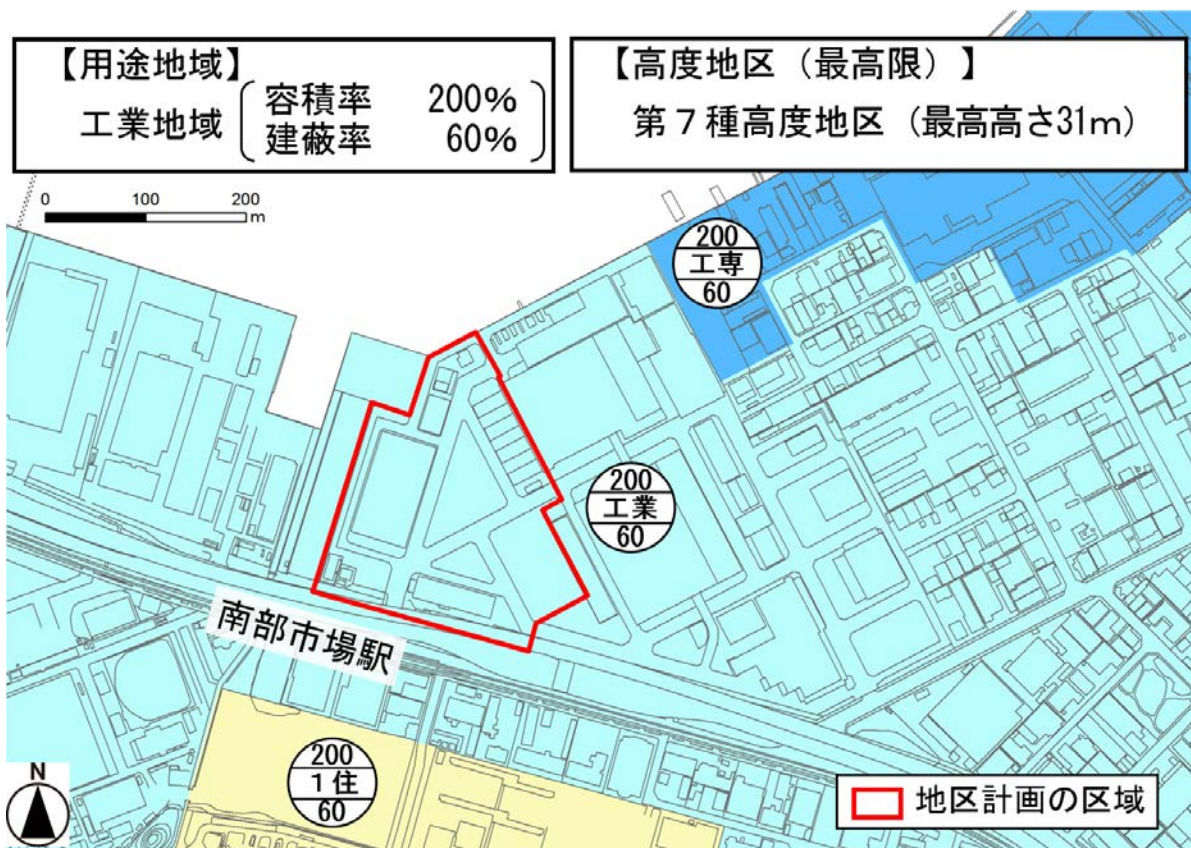 【用途地域】
工業地域
容積率 200%
建蔽率 60%
【高度地区（最高限）】
第７種高度地区（最高高さ31m）
0 100 200
m
200
工専
60
200
工業
60
南部市場駅
200
１住
60
N
地区計画の区域